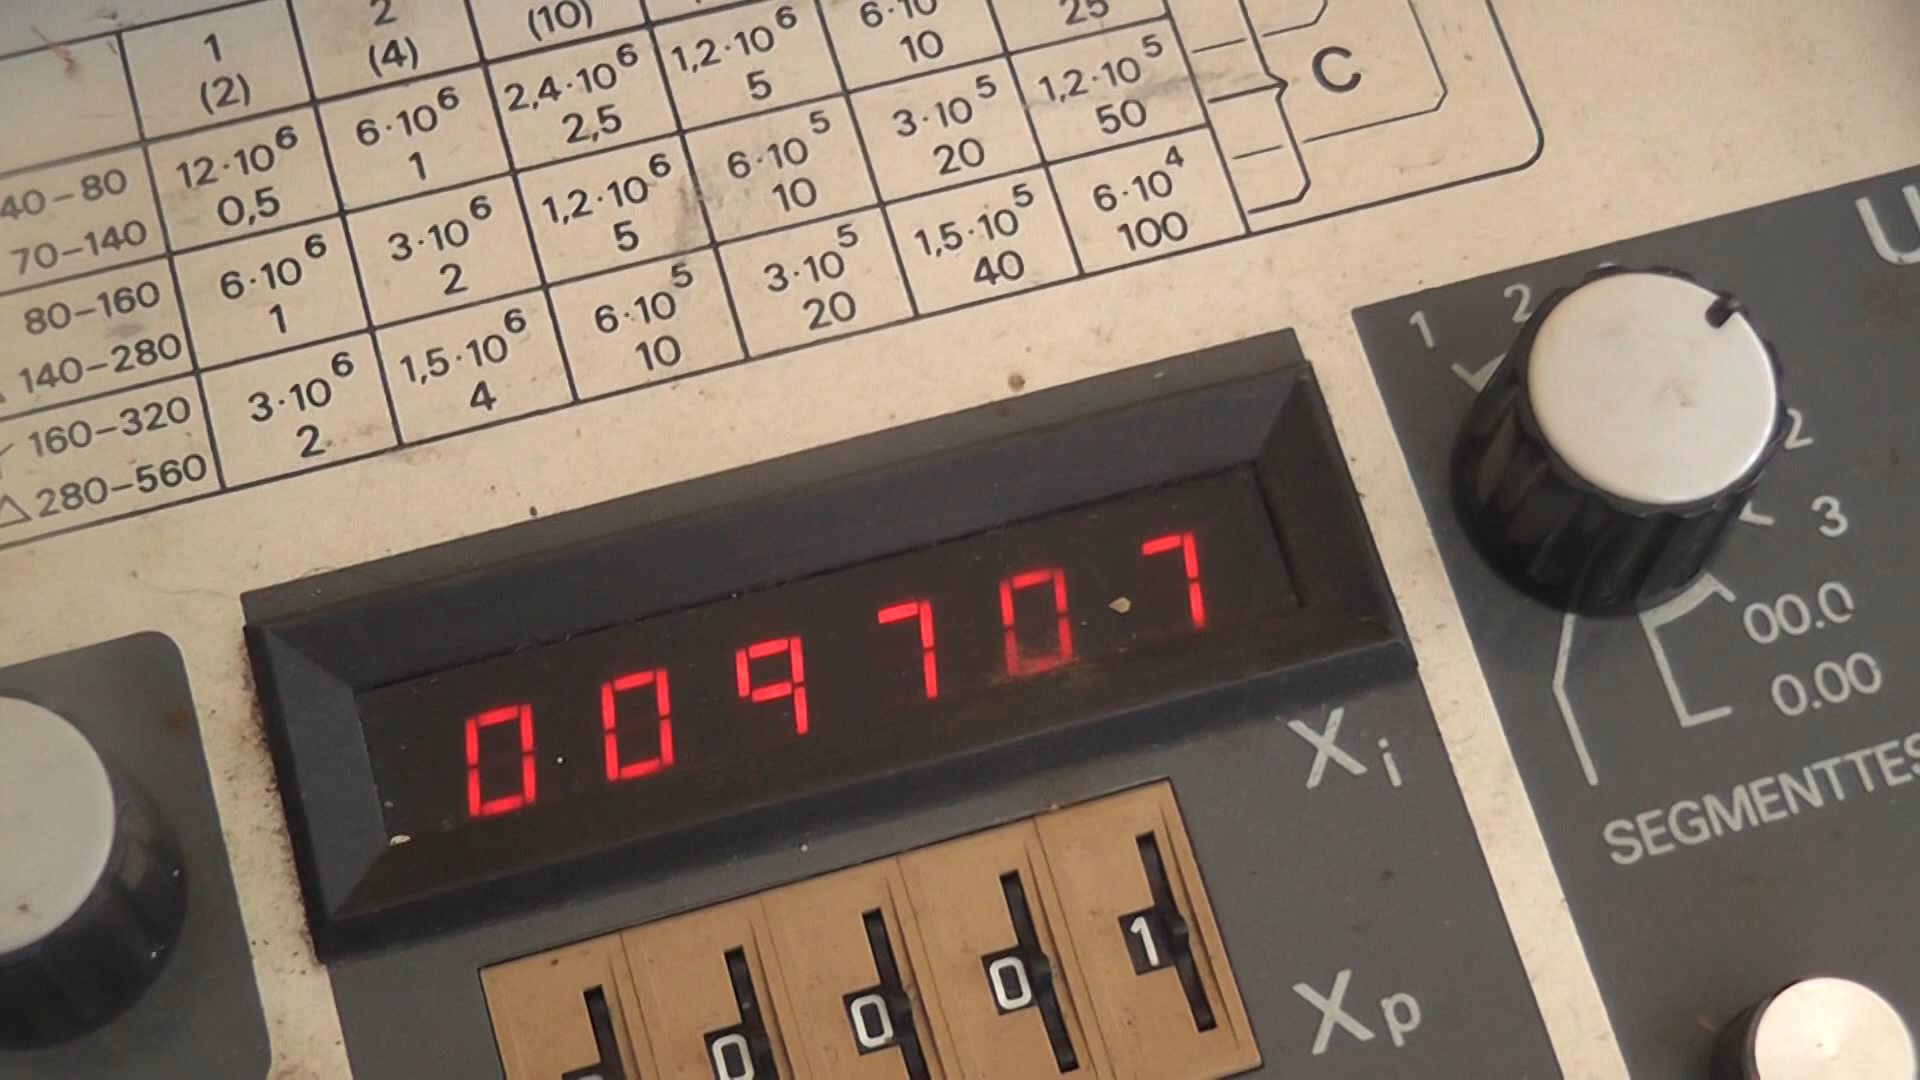 1 2
(2) (4) (10) 1,2·10⁶ 6·10 25
40–80 12·10⁶ 6·10⁶ 2,4·10⁶ 5 10 1,2·10⁵ C
70–140 0,5 1 2,5 6·10⁵ 3·10⁵ 50
80–160 6·10⁶ 3·10⁶ 1,2·10⁶ 10 20 6·10⁴
140–280 1 2 5 3·10⁵ 1,5·10⁵ 100
160–320 3·10⁶ 1,5·10⁶ 6·10⁵ 20 40
△ 280–560 2 4 10
U
1 2
2
3
00.0
0.00
SEGMENTTES
009707
Xi
0 0 0 1
Xp